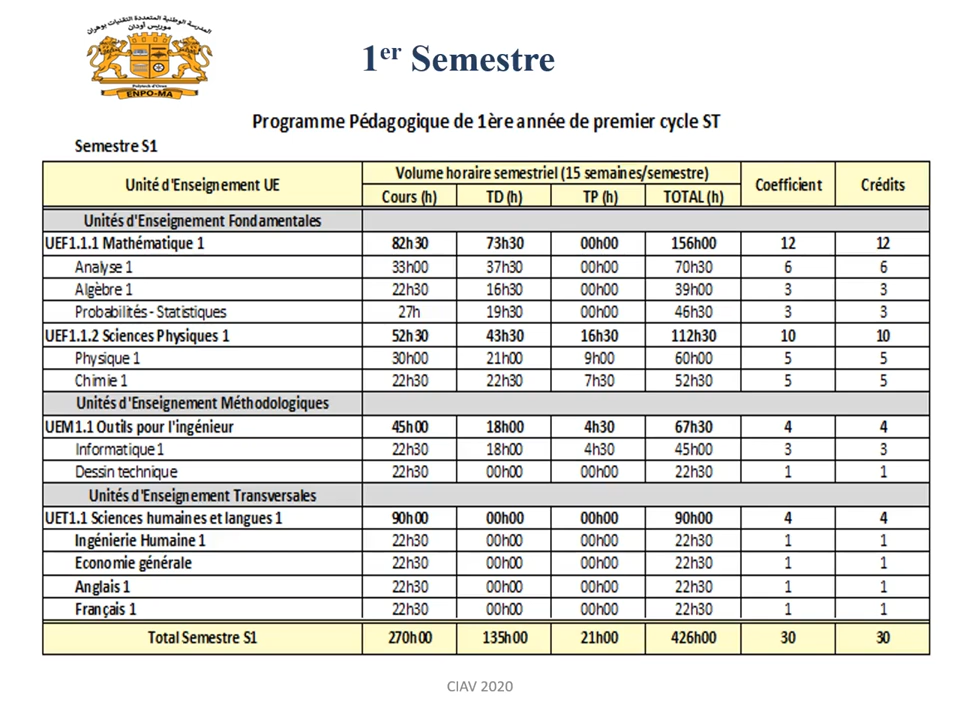 المدرسة الوطنية المتعددة التقنيات بوهران
موريس أودان
Polytech d'Oran
ENPO-MA
1er Semestre
Programme Pédagogique de 1ère année de premier cycle ST
Semestre S1
Unité d'Enseignement UE Volume horaire semestriel (15 semaines/semestre) Coefficient Crédits
Cours (h) TD (h) TP (h) TOTAL (h)
Unités d'Enseignement Fondamentales
UEF1.1.1 Mathématique 1 82h30 73h30 00h00 156h00 12 12
Analyse 1 33h00 37h30 00h00 70h30 6 6
Algèbre 1 22h30 16h30 00h00 39h00 3 3
Probabilités - Statistiques 27h 19h30 00h00 46h30 3 3
UEF1.1.2 Sciences Physiques 1 52h30 43h30 16h30 112h30 10 10
Physique 1 30h00 21h00 9h00 60h00 5 5
Chimie 1 22h30 22h30 7h30 52h30 5 5
Unités d'Enseignement Méthodologiques
UEM1.1 Outils pour l'ingénieur 45h00 18h00 4h30 67h30 4 4
Informatique 1 22h30 18h00 4h30 45h00 3 3
Dessin technique 22h30 00h00 00h00 22h30 1 1
Unités d'Enseignement Transversales
UET1.1 Sciences humaines et langues 1 90h00 00h00 00h00 90h00 4 4
Ingénierie Humaine 1 22h30 00h00 00h00 22h30 1 1
Economie générale 22h30 00h00 00h00 22h30 1 1
Anglais 1 22h30 00h00 00h00 22h30 1 1
Français 1 22h30 00h00 00h00 22h30 1 1
Total Semestre S1 270h00 135h00 21h00 426h00 30 30
CIAV 2020